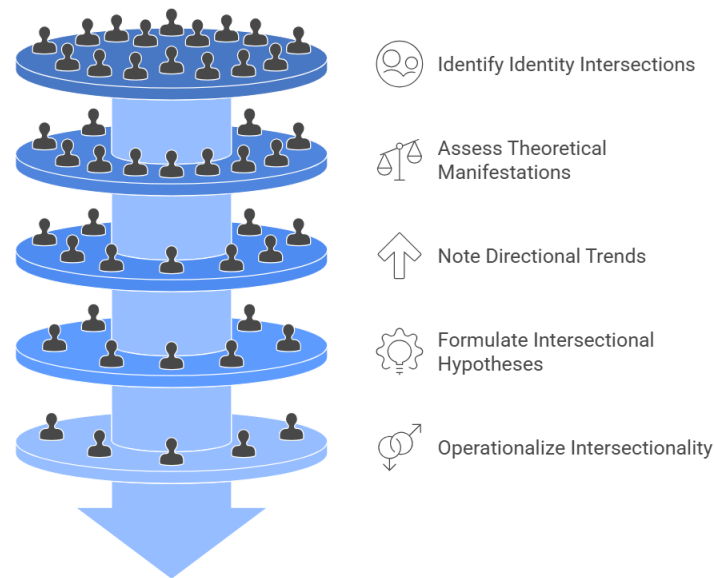 Identify Identity Intersections
Assess Theoretical
Manifestations
Note Directional Trends
Formulate Intersectional
Hypotheses
Operationalize Intersectionality